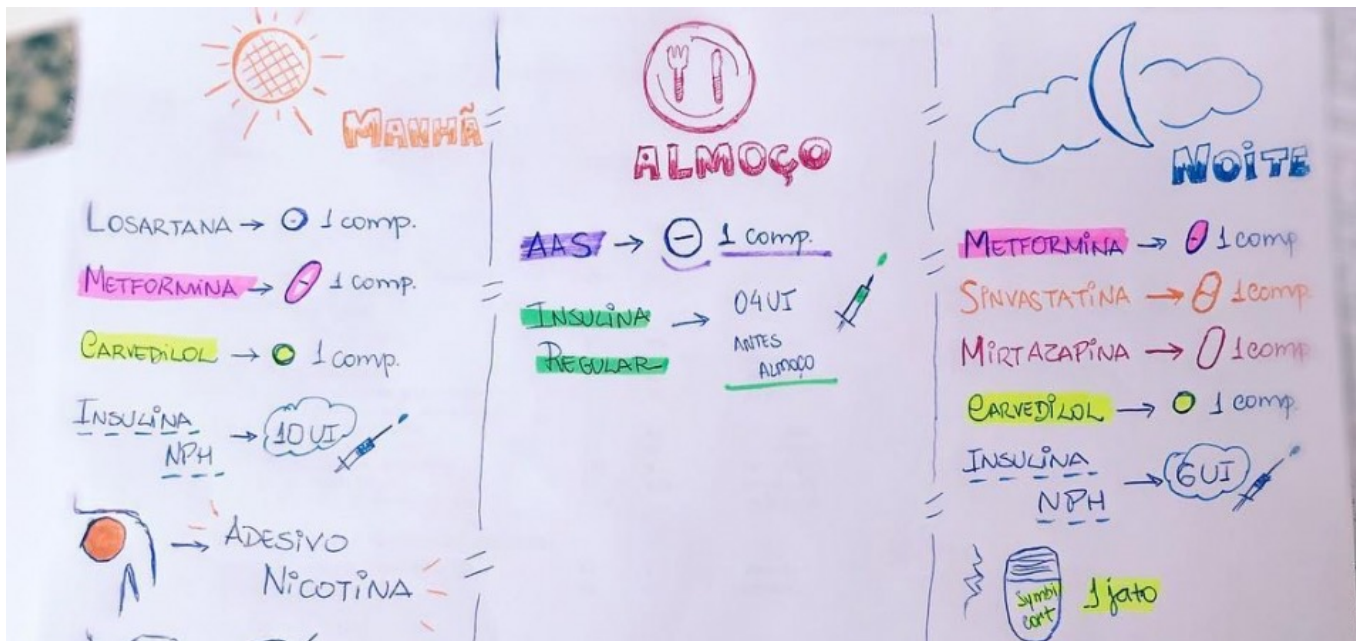 MANHÃ
LOSARTANA → 1 comp.
METFORMINA → 1 comp.
CARVEDILOL → 1 comp.
INSULINA
NPH → 10 UI
→ ADESIVO
NICOTINA
ALMOÇO
AAS → 1 comp.
INSULINA → 04 UI
REGULAR ANTES
ALMOÇO
NOITE
METFORMINA → 1 comp
SINVASTATINA → 1 comp.
MIRTAZAPINA → 1 comp
CARVEDILOL → 1 comp.
INSULINA
NPH → 6 UI
Symbi
cort
1 jato